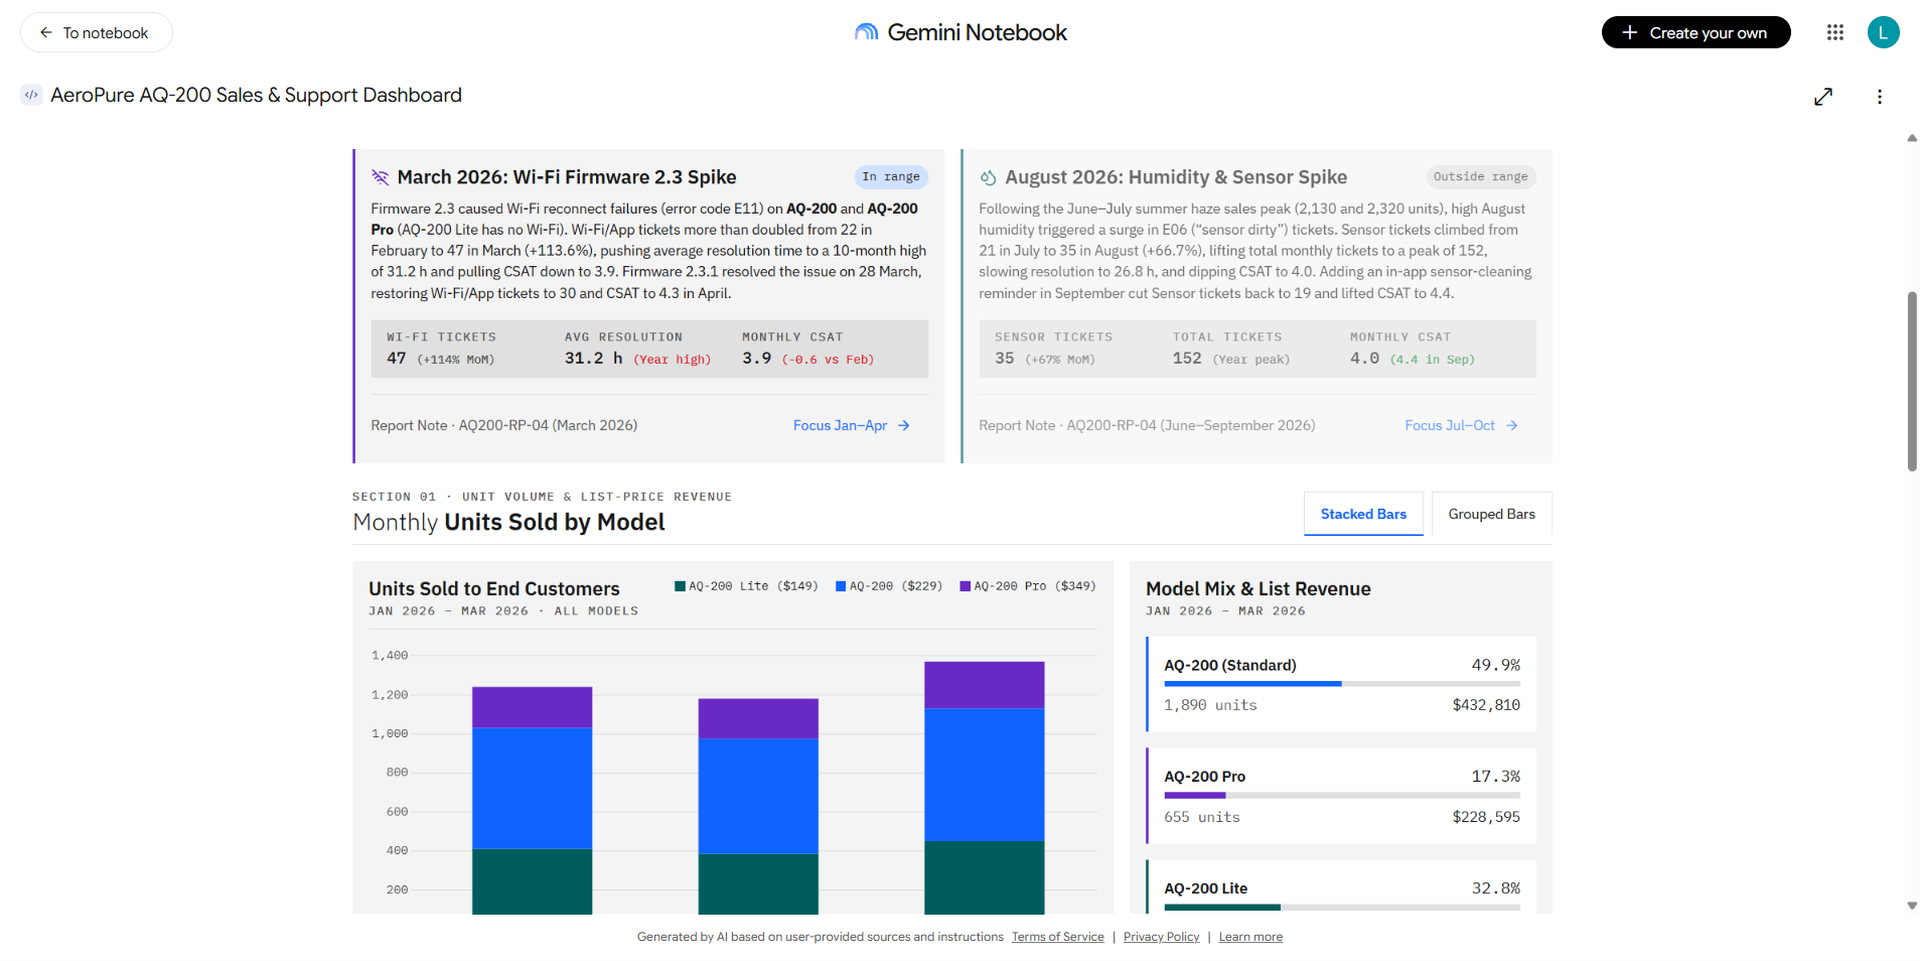 To notebook
Gemini Notebook
Create your own
L
AeroPure AQ-200 Sales & Support Dashboard
March 2026: Wi-Fi Firmware 2.3 Spike
In range
Firmware 2.3 caused Wi-Fi reconnect failures (error code E11) on AQ-200 and AQ-200
Pro (AQ-200 Lite has no Wi-Fi). Wi-Fi/App tickets more than doubled from 22 in
February to 47 in March (+113.6%), pushing average resolution time to a 10-month high
of 31.2 h and pulling CSAT down to 3.9. Firmware 2.3.1 resolved the issue on 28 March,
restoring Wi-Fi/App tickets to 30 and CSAT to 4.3 in April.
WI-FI TICKETS
47 (+114% MoM)
AVG RESOLUTION
31.2 h (Year high)
MONTHLY CSAT
3.9 (-0.6 vs Feb)
Report Note · AQ200-RP-04 (March 2026)
Focus Jan–Apr
August 2026: Humidity & Sensor Spike
Outside range
Following the June–July summer haze sales peak (2,130 and 2,320 units), high August
humidity triggered a surge in E06 (“sensor dirty”) tickets. Sensor tickets climbed from
21 in July to 35 in August (+66.7%), lifting total monthly tickets to a peak of 152,
slowing resolution to 26.8 h, and dipping CSAT to 4.0. Adding an in-app sensor-cleaning
reminder in September cut Sensor tickets back to 19 and lifted CSAT to 4.4.
SENSOR TICKETS
35 (+67% MoM)
TOTAL TICKETS
152 (Year peak)
MONTHLY CSAT
4.0 (4.4 in Sep)
Report Note · AQ200-RP-04 (June–September 2026)
Focus Jul–Oct
SECTION 01 · UNIT VOLUME & LIST-PRICE REVENUE
Monthly Units Sold by Model
Stacked Bars
Grouped Bars
Units Sold to End Customers
JAN 2026 – MAR 2026 · ALL MODELS
AQ-200 Lite ($149)
AQ-200 ($229)
AQ-200 Pro ($349)
1,400
1,200
1,000
800
600
400
200
Model Mix & List Revenue
JAN 2026 – MAR 2026
AQ-200 (Standard)
49.9%
1,890 units
$432,810
AQ-200 Pro
17.3%
655 units
$228,595
AQ-200 Lite
32.8%
Generated by AI based on user-provided sources and instructions Terms of Service | Privacy Policy | Learn more